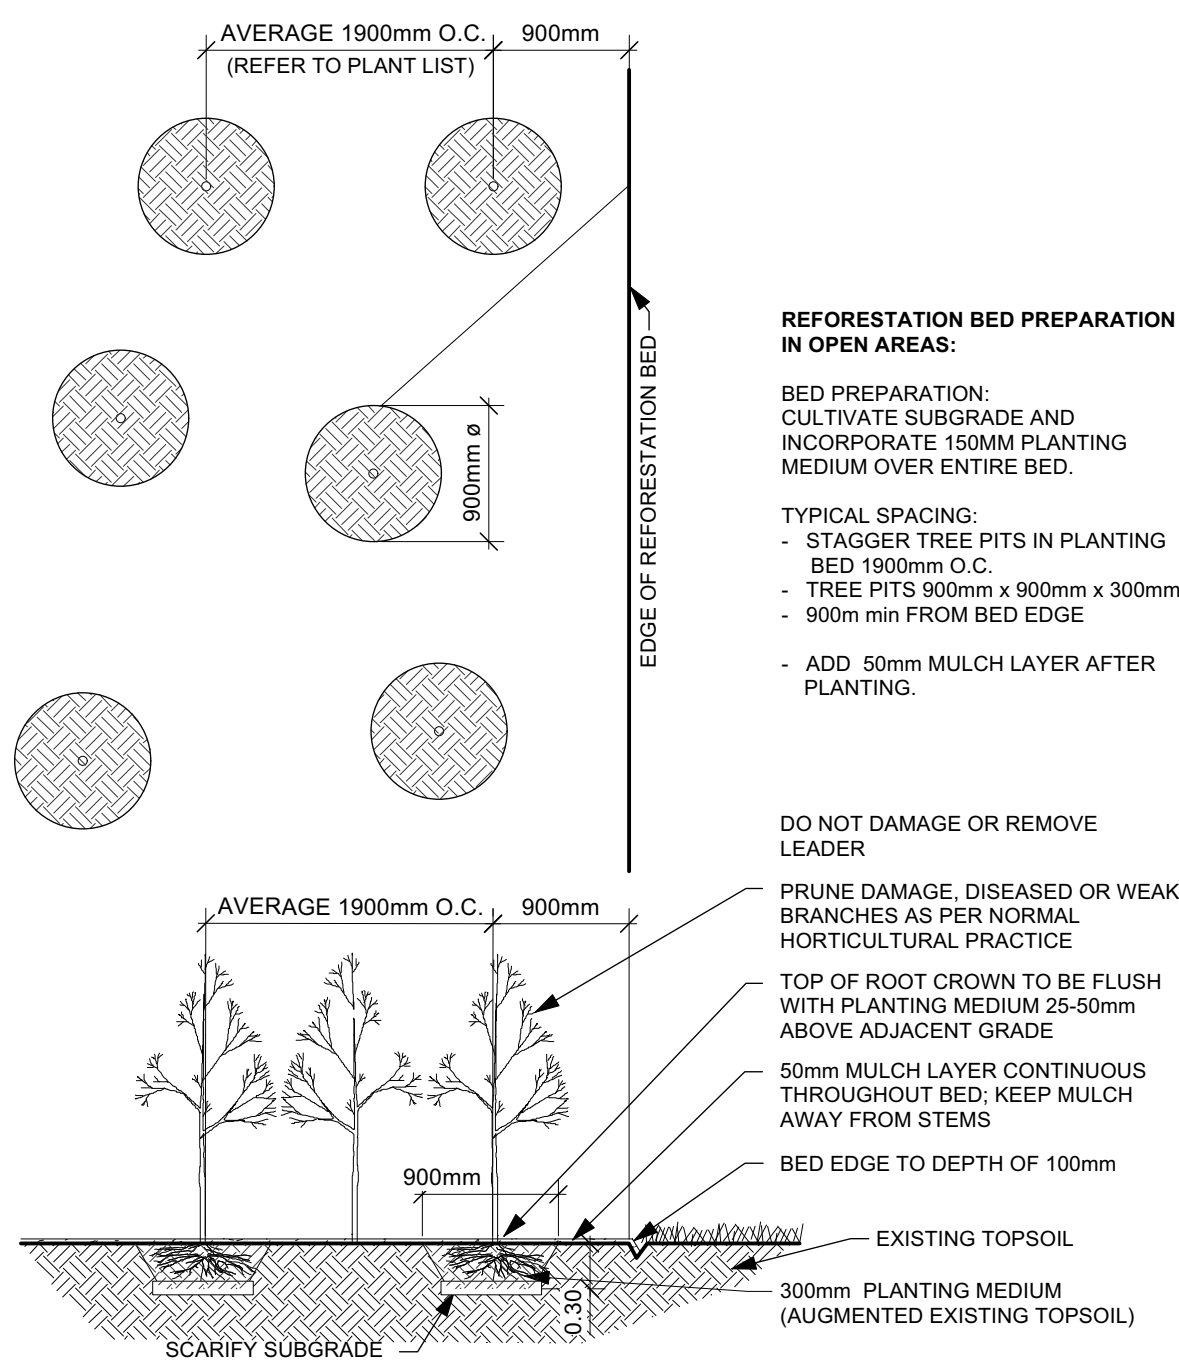 AVERAGE 1900mm O.C.
900mm
(REFER TO PLANT LIST)
EDGE OF REFORESTATION BED
900mm ø
REFORESTATION BED PREPARATION
IN OPEN AREAS:
BED PREPARATION:
CULTIVATE SUBGRADE AND
INCORPORATE 150MM PLANTING
MEDIUM OVER ENTIRE BED.
TYPICAL SPACING:
- STAGGER TREE PITS IN PLANTING
BED 1900mm O.C.
- TREE PITS 900mm x 900mm x 300mm
- 900m min FROM BED EDGE
- ADD 50mm MULCH LAYER AFTER
PLANTING.
DO NOT DAMAGE OR REMOVE
LEADER
AVERAGE 1900mm O.C.
900mm
PRUNE DAMAGE, DISEASED OR WEAK
BRANCHES AS PER NORMAL
HORTICULTURAL PRACTICE
TOP OF ROOT CROWN TO BE FLUSH
WITH PLANTING MEDIUM 25-50mm
ABOVE ADJACENT GRADE
50mm MULCH LAYER CONTINUOUS
THROUGHOUT BED; KEEP MULCH
AWAY FROM STEMS
BED EDGE TO DEPTH OF 100mm
900mm
EXISTING TOPSOIL
300mm PLANTING MEDIUM
(AUGMENTED EXISTING TOPSOIL)
0.30
SCARIFY SUBGRADE